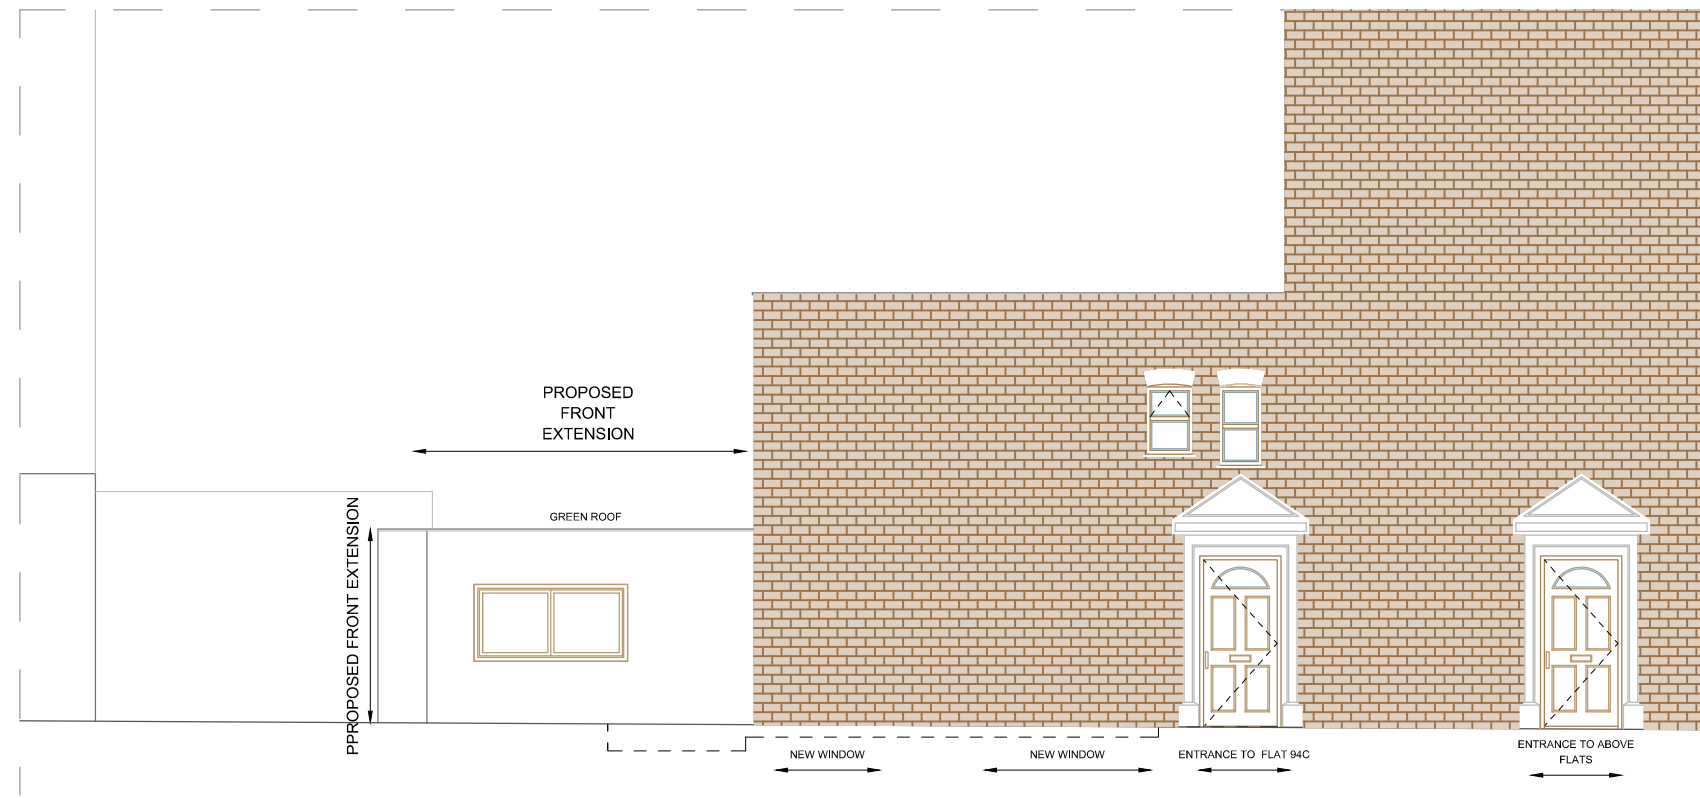 PROPOSED
FRONT
EXTENSION
GREEN ROOF
PPROPOSED FRONT EXTENSION
NEW WINDOW
NEW WINDOW
ENTRANCE TO FLAT 94C
ENTRANCE TO ABOVE
FLATS